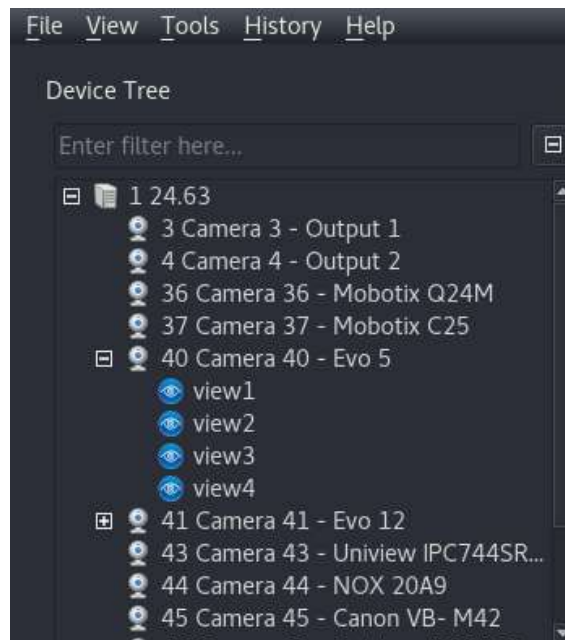 File View Tools History Help
Device Tree
Enter filter here...
1 24.63
3 Camera 3 - Output 1
4 Camera 4 - Output 2
36 Camera 36 - Mobotix Q24M
37 Camera 37 - Mobotix C25
40 Camera 40 - Evo 5
view1
view2
view3
view4
41 Camera 41 - Evo 12
43 Camera 43 - Uniview IPC744SR...
44 Camera 44 - NOX 20A9
45 Camera 45 - Canon VB- M42